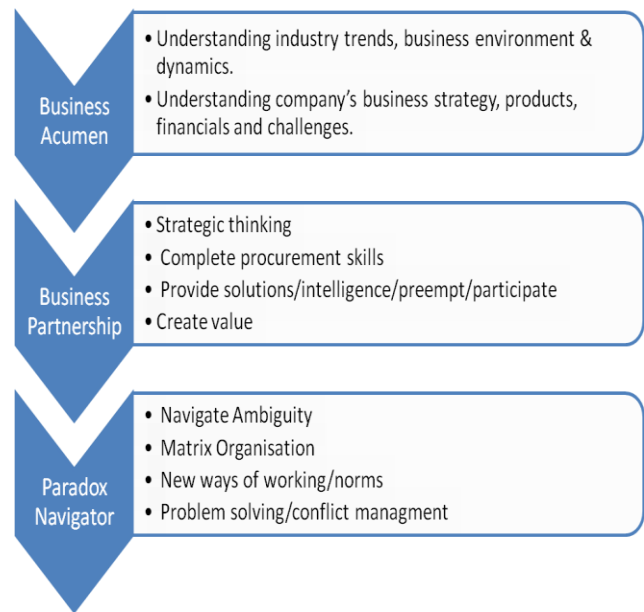 Business
Acumen
• Understanding industry trends, business environment &
dynamics.
• Understanding company's business strategy, products,
financials and challenges.
Business
Partnership
• Strategic thinking
• Complete procurement skills
• Provide solutions/intelligence/preempt/participate
• Create value
Paradox
Navigator
• Navigate Ambiguity
• Matrix Organisation
• New ways of working/norms
• Problem solving/conflict managment